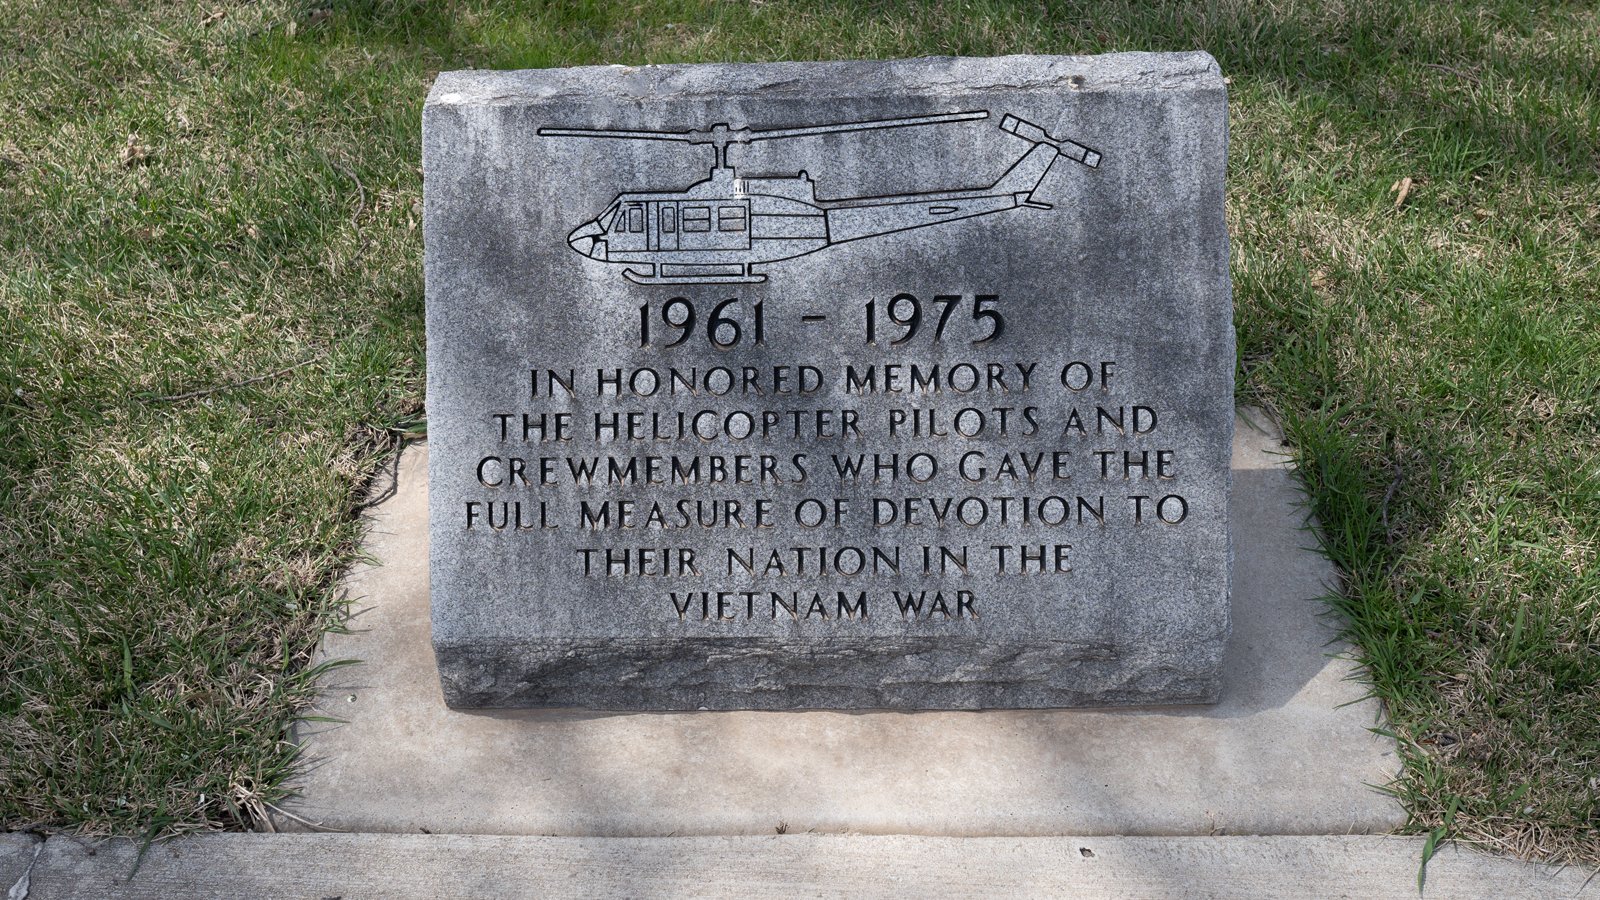 1961 - 1975
IN HONORED MEMORY OF
THE HELICOPTER PILOTS AND
CREWMEMBERS WHO GAVE THE
FULL MEASURE OF DEVOTION TO
THEIR NATION IN THE
VIETNAM WAR